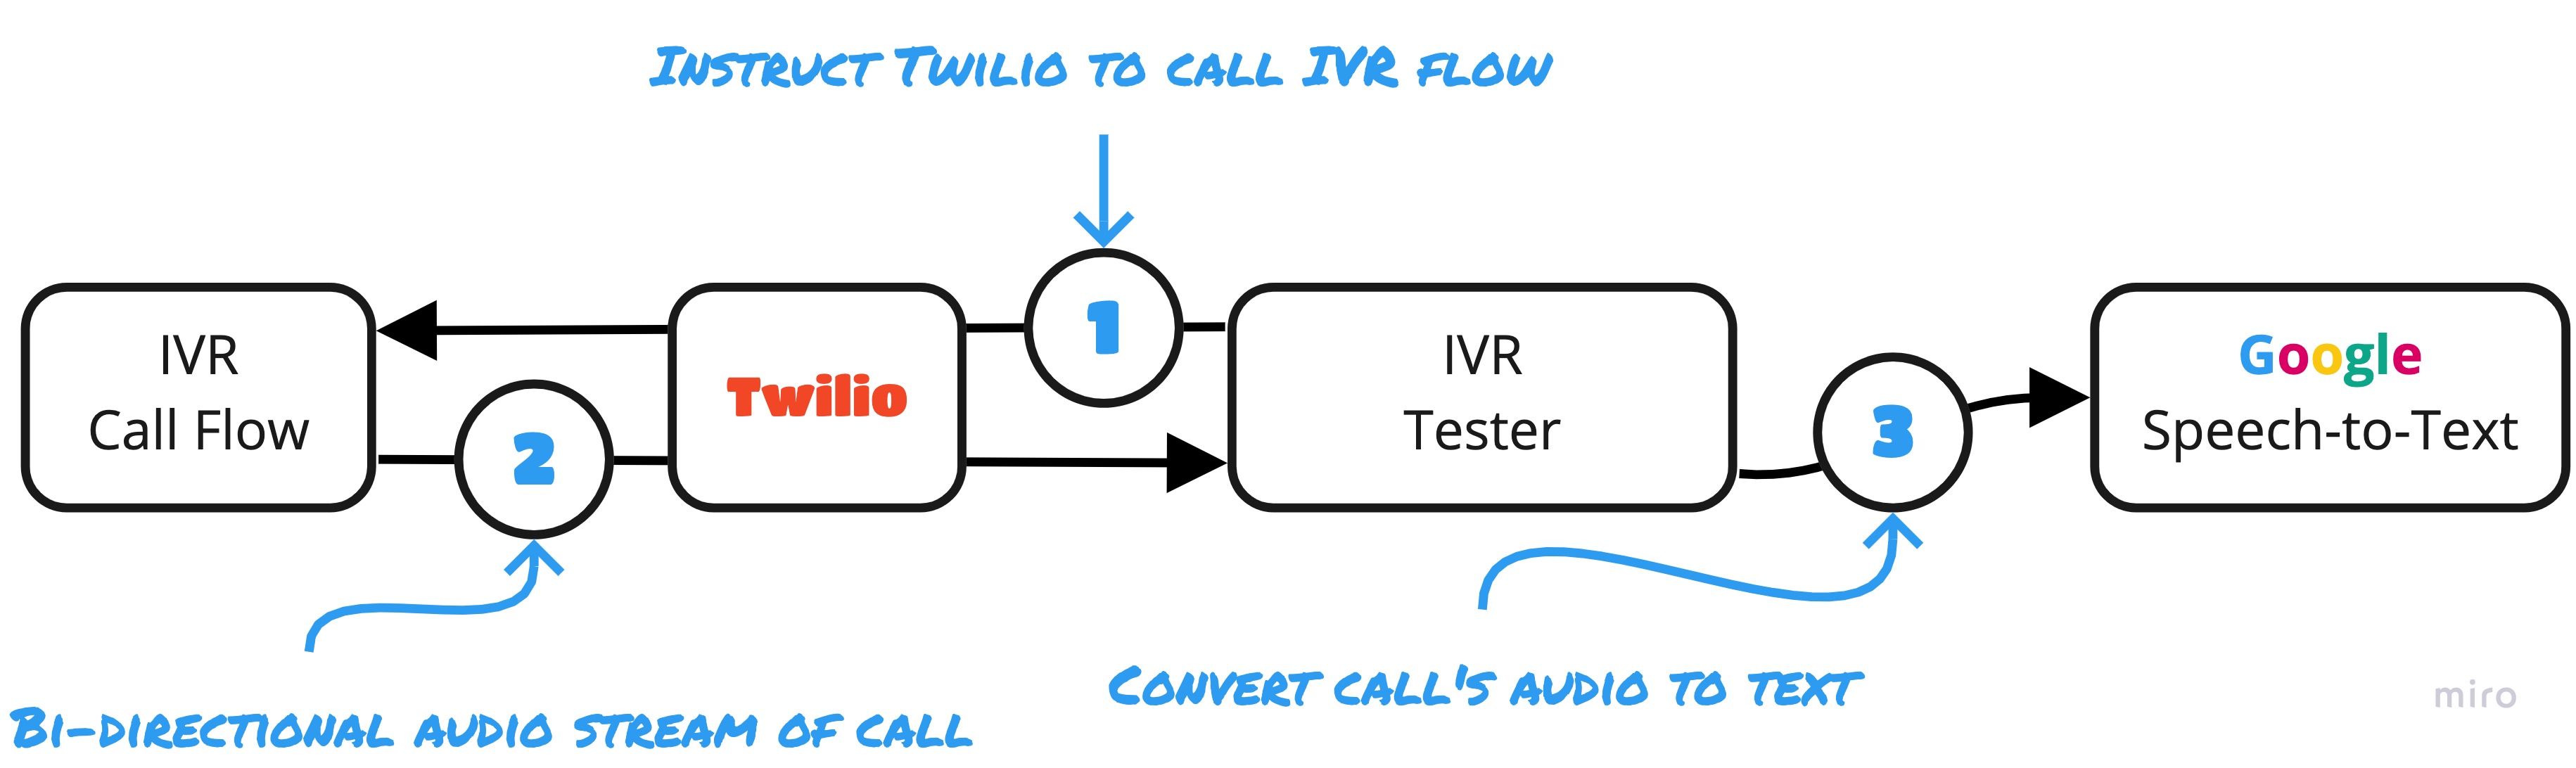 Instruct Twilio to call IVR flow
1
IVR
Call Flow
2
Twilio
IVR
Tester
3
Google
Speech-to-Text
Bi-directional audio stream of call
Convert call's audio to text
miro